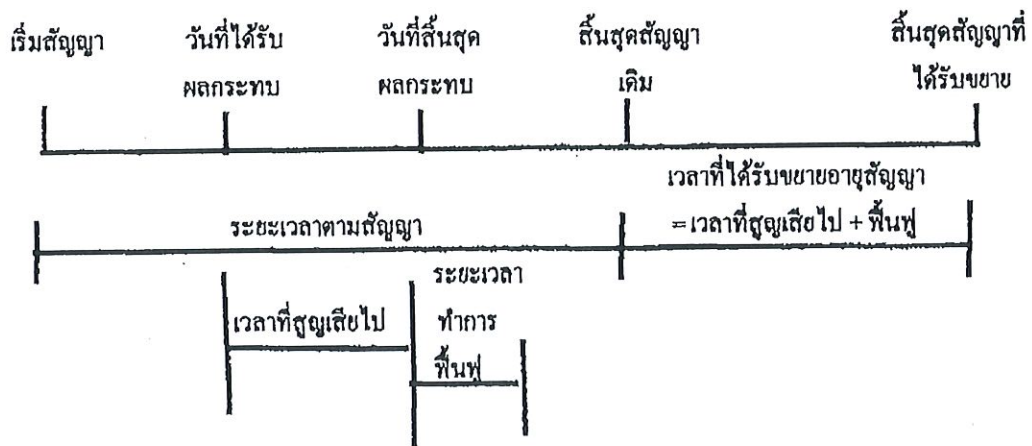 เริ่มสัญญา วันที่ได้รับ วันที่สิ้นสุด สิ้นสุดสัญญา สิ้นสุดสัญญาที่
ผลกระทบ ผลกระทบ เดิม ได้รับขยาย
เวลาที่ได้รับขยายอายุสัญญา
ระยะเวลาตามสัญญา =เวลาที่สูญเสียไป + ฟื้นฟู
ระยะเวลา
เวลาที่สูญเสียไป ทำการ
ฟื้นฟู